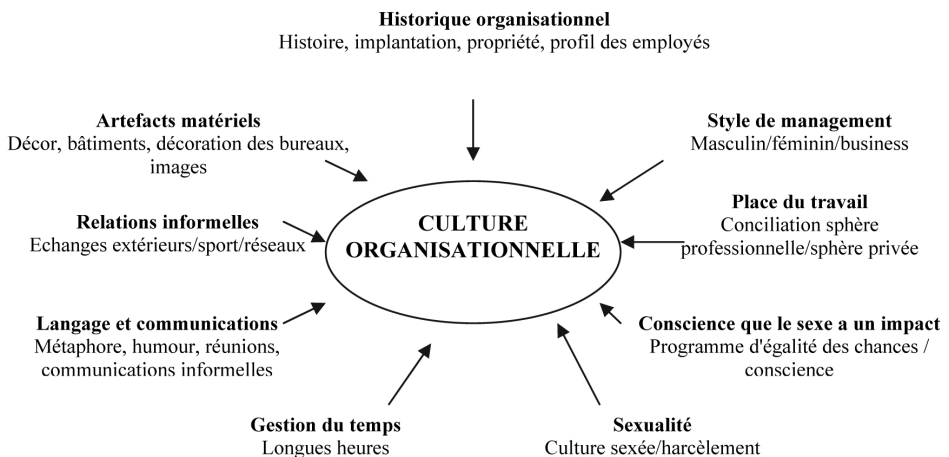 Historique organisationnel
Histoire, implantation, propriété, profil des employés
Artefacts matériels
Décor, bâtiments, décoration des bureaux,
images
Style de management
Masculin/féminin/business
Relations informelles
Echanges extérieurs/sport/réseaux
CULTURE
ORGANISATIONNELLE
Place du travail
Conciliation sphère
professionnelle/sphère privée
Langage et communications
Métaphore, humour, réunions,
communications informelles
Conscience que le sexe a un impact
Programme d'égalité des chances /
conscience
Gestion du temps
Longues heures
Sexualité
Culture sexée/harcèlement